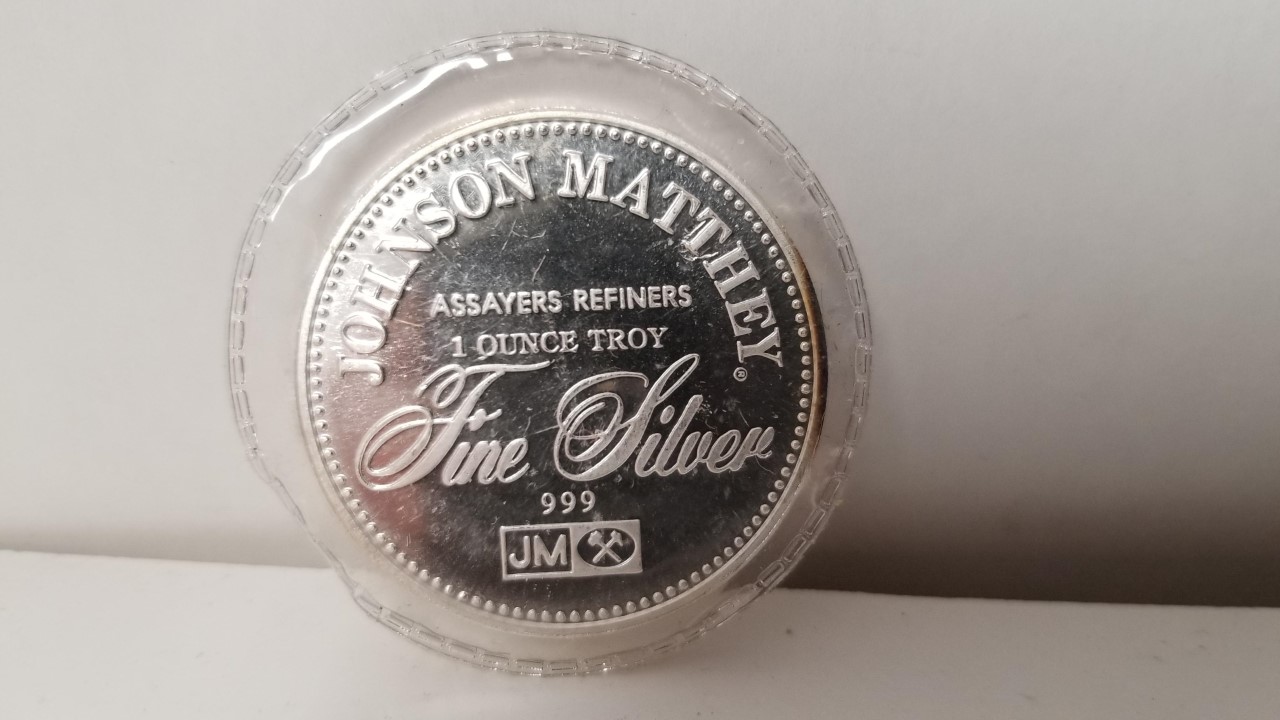 JOHNSON MATTHEY®
ASSAYERS REFINERS
1 OUNCE TROY
Fine Silver
999
JM